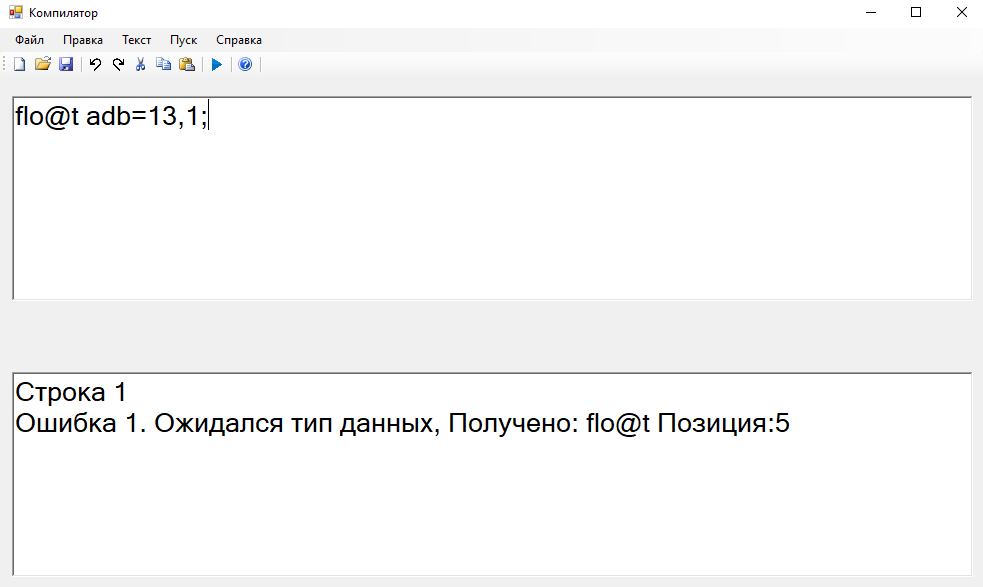 Компилятор
Файл Правка Текст Пуск Справка
flo@t adb=13,1;
Строка 1
Ошибка 1. Ожидался тип данных, Получено: flo@t Позиция:5